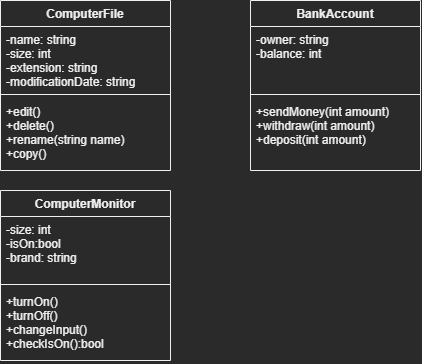 ComputerFile
-name: string
-size: int
-extension: string
-modificationDate: string
+edit()
+delete()
+rename(string name)
+copy()
BankAccount
-owner: string
-balance: int
+sendMoney(int amount)
+withdraw(int amount)
+deposit(int amount)
ComputerMonitor
-size: int
-isOn:bool
-brand: string
+turnOn()
+turnOff()
+changeInput()
+checkIsOn():bool